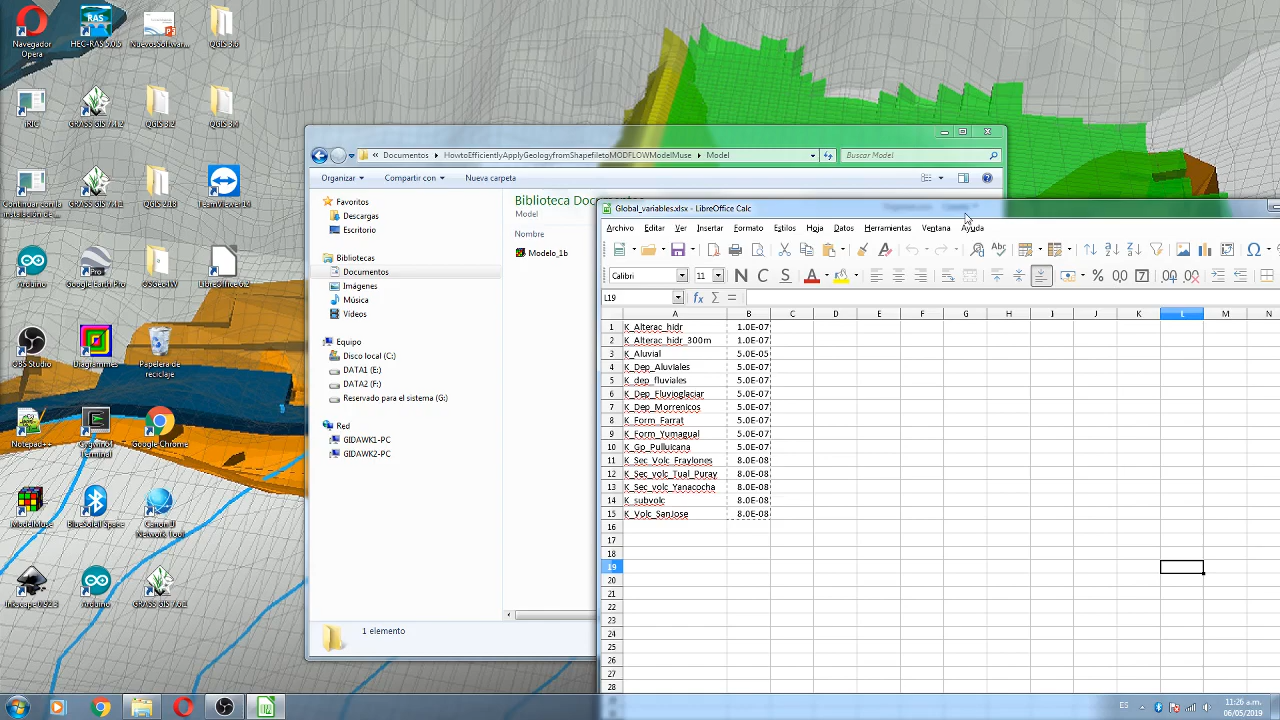 Navegador
Opera
HEC-RAS 5.0.6
NuevosSoftwar...
QGIS 3.6
iRIC
GRASS GIS 7.4.2
QGIS 3.2
QGIS 3.4
Continuar con la
instalación de ...
GRASS GIS 7.4.1
QGIS 2.18
TeamViewer 14
Arduino
Google Earth Pro
LibreOffice 6.2
OBS Studio
Diagrammes
Papelera de
reciclaje
Notepad++
Terminal
Google Chrome
ModelMuse
BlueSoleil Space
Canon IJ
Network Tool
Inkscape 0.92.3
Arduino
GRASS GIS 7.6.1
Documentos
HowtoEfficientlyApplyGeologyfromShapefiletoMODFLOWModelMuse
Model
Buscar Model
Organizar
Compartir con
Nueva carpeta
Favoritos
Descargas
Escritorio
Bibliotecas
Documentos
Imágenes
Música
Vídeos
Equipo
Disco local (C:)
DATA1 (E:)
DATA2 (F:)
Reservado para el sistema (G:)
Red
GIDAWK1-PC
GIDAWK2-PC
Biblioteca Doc
Model
Nombre
Modelo_1b
1 elemento
Global_variables.xlsx - LibreOffice Calc
Archivo Editar Ver Insertar Formato Estilos Hoja Datos Herramientas Ventana Ayuda
Calibri 11 N C S
L19
A B C D E F G H I J K L M N
1 K_Alterac_hidr 1.0E-07
2 K_Alterac_hidr_300m 1.0E-07
3 K_Aluvial 5.0E-05
4 K_Dep_Aluviales 5.0E-07
5 K_dep_fluviales 5.0E-07
6 K_Dep_Fluvioglaciar 5.0E-07
7 K_Dep_Morrenicos 5.0E-07
8 K_Form_Farrat 5.0E-07
9 K_Form_Yumagual 5.0E-07
10 K_Gp_Pulluicana 5.0E-07
11 K_Sec_Volc_Fraylones 8.0E-08
12 K_Sec_volc_Tual_Puray 8.0E-08
13 K_Sec_volc_Yanacocha 8.0E-08
14 K_subvolc 8.0E-08
15 K_Volc_SanJose 8.0E-08
16
17
18
19
20
21
22
23
24
25
26
27
28
ES
11:26 a.m.
06/05/2019